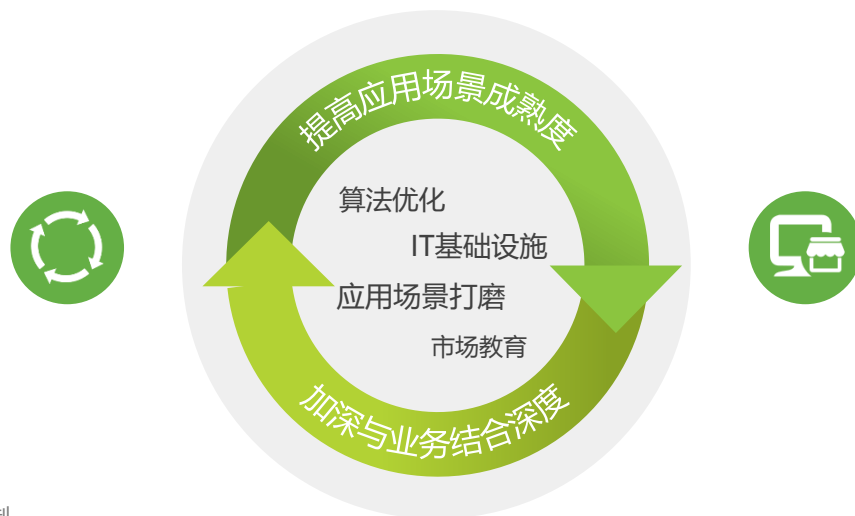 提高应用场景成熟度
算法优化
IT基础设施
应用场景打磨
市场教育
加深与业务结合深度